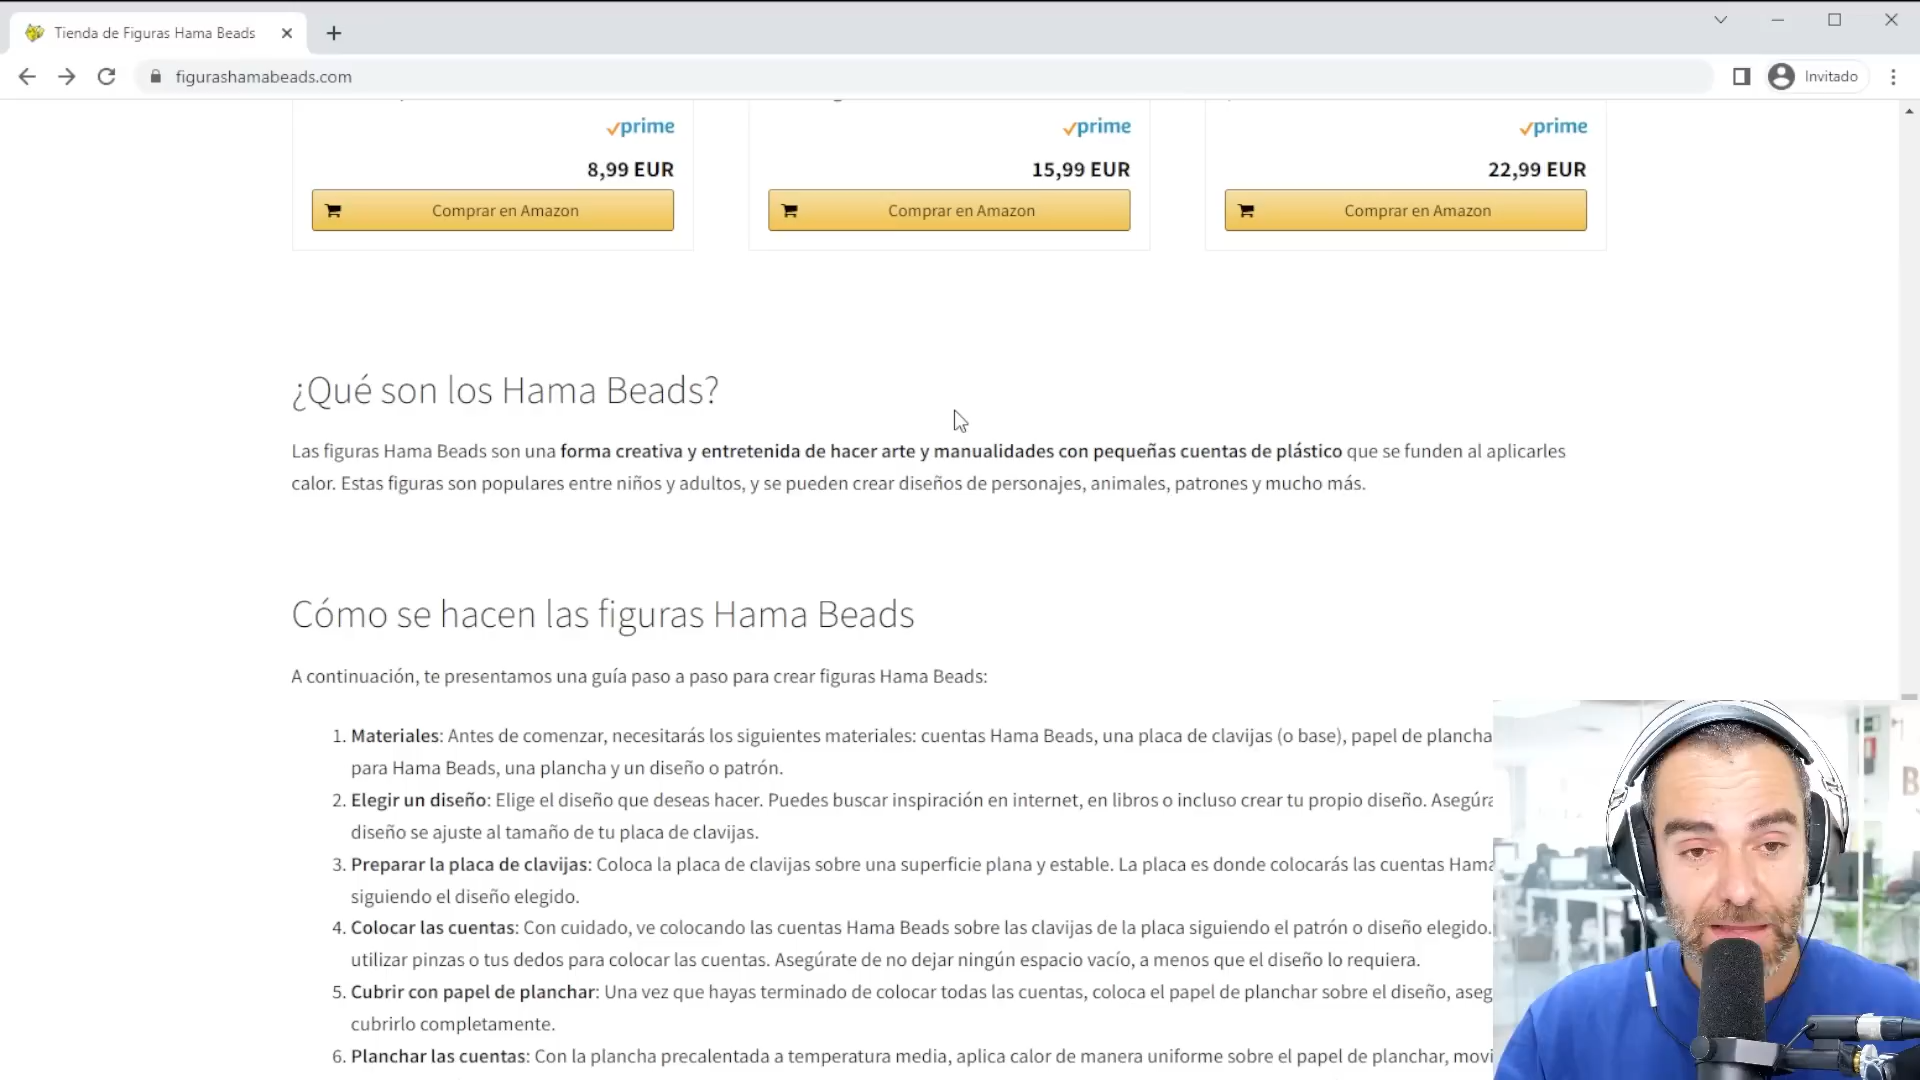 Tienda de Figuras Hama Beads
figurashamabeads.com
Invitado
prime
prime
prime
8,99 EUR
15,99 EUR
22,99 EUR
Comprar en Amazon
Comprar en Amazon
Comprar en Amazon
¿Qué son los Hama Beads?
Las figuras Hama Beads son una forma creativa y entretenida de hacer arte y manualidades con pequeñas cuentas de plástico que se funden al aplicarles
calor. Estas figuras son populares entre niños y adultos, y se pueden crear diseños de personajes, animales, patrones y mucho más.
Cómo se hacen las figuras Hama Beads
A continuación, te presentamos una guía paso a paso para crear figuras Hama Beads:
1. Materiales: Antes de comenzar, necesitarás los siguientes materiales: cuentas Hama Beads, una placa de clavijas (o base), papel de plancha
para Hama Beads, una plancha y un diseño o patrón.
2. Elegir un diseño: Elige el diseño que deseas hacer. Puedes buscar inspiración en internet, en libros o incluso crear tu propio diseño. Asegúra
diseño se ajuste al tamaño de tu placa de clavijas.
3. Preparar la placa de clavijas: Coloca la placa de clavijas sobre una superficie plana y estable. La placa es donde colocarás las cuentas Hama
siguiendo el diseño elegido.
4. Colocar las cuentas: Con cuidado, ve colocando las cuentas Hama Beads sobre las clavijas de la placa siguiendo el patrón o diseño elegido.
utilizar pinzas o tus dedos para colocar las cuentas. Asegúrate de no dejar ningún espacio vacío, a menos que el diseño lo requiera.
5. Cubrir con papel de planchar: Una vez que hayas terminado de colocar todas las cuentas, coloca el papel de planchar sobre el diseño, aseg
cubrirlo completamente.
6. Planchar las cuentas: Con la plancha precalentada a temperatura media, aplica calor de manera uniforme sobre el papel de planchar, movi